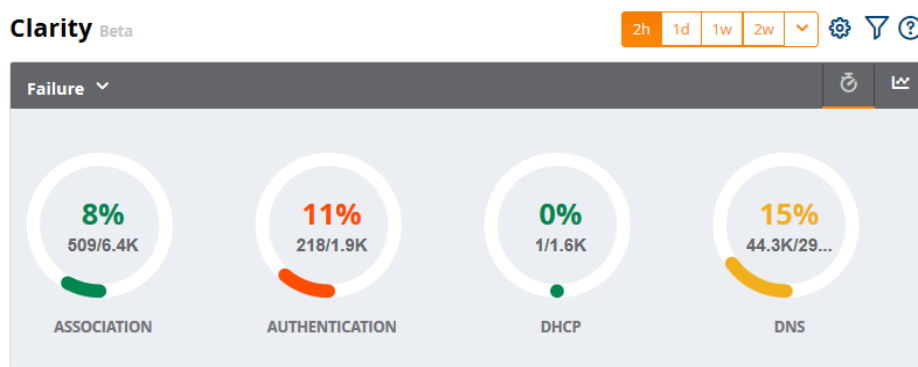 Clarity Beta
2h 1d 1w 2w
Failure
8%
509/6.4K
ASSOCIATION
11%
218/1.9K
AUTHENTICATION
0%
1/1.6K
DHCP
15%
44.3K/29...
DNS